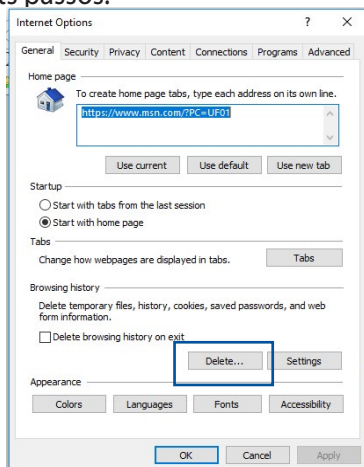 ts passos.
Internet Options ? ×
General Security Privacy Content Connections Programs Advanced
Home page
To create home page tabs, type each address on its own line.
https://www.msn.com/?PC=UF01
Use current Use default Use new tab
Startup
Start with tabs from the last session
Start with home page
Tabs
Change how webpages are displayed in tabs. Tabs
Browsing history
Delete temporary files, history, cookies, saved passwords, and web
form information.
Delete browsing history on exit
Delete... Settings
Appearance
Colors Languages Fonts Accessibility
OK Cancel Apply